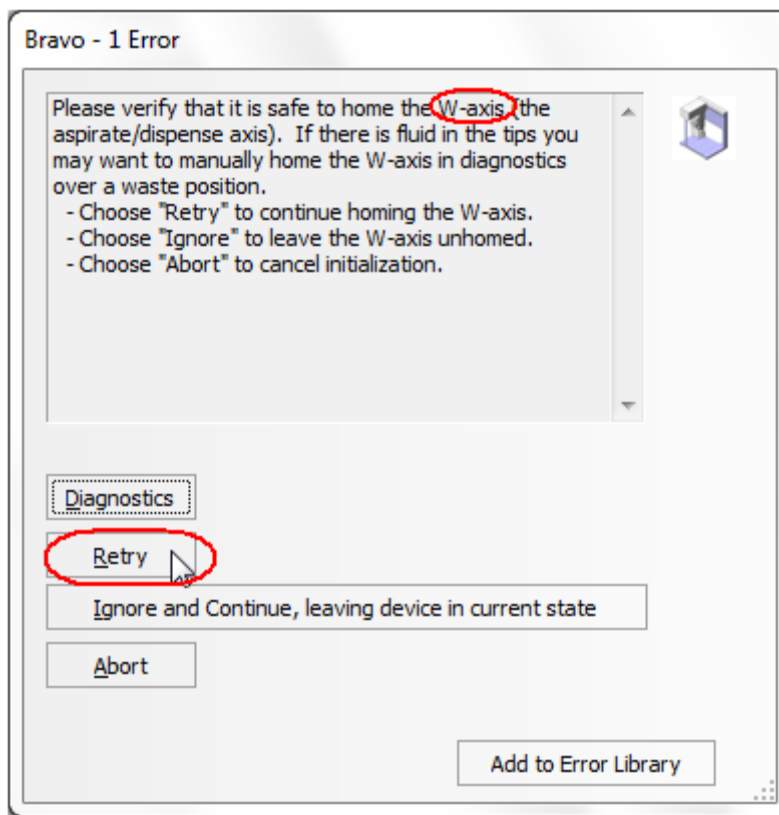 Bravo - 1 Error
Please verify that it is safe to home the W-axis (the
aspirate/dispense axis).  If there is fluid in the tips you
may want to manually home the W-axis in diagnostics
over a waste position.
- Choose "Retry" to continue homing the W-axis.
- Choose "Ignore" to leave the W-axis unhomed.
- Choose "Abort" to cancel initialization.
Diagnostics
Retry
Ignore and Continue, leaving device in current state
Abort
Add to Error Library